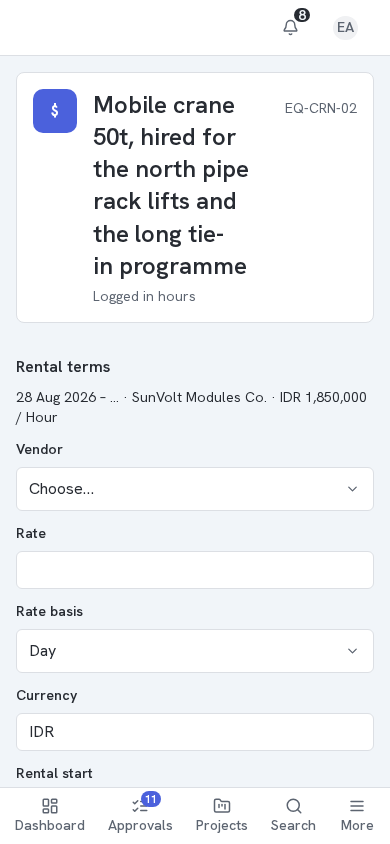 8
EA
$
Mobile crane
50t, hired for
the north pipe
rack lifts and
the long tie-
in programme
EQ-CRN-02
Logged in hours
Rental terms
28 Aug 2026 – ... · SunVolt Modules Co. · IDR 1,850,000
/ Hour
Vendor
Choose...
Rate
Rate basis
Day
Currency
IDR
Rental start
11
Dashboard
Approvals
Projects
Search
More